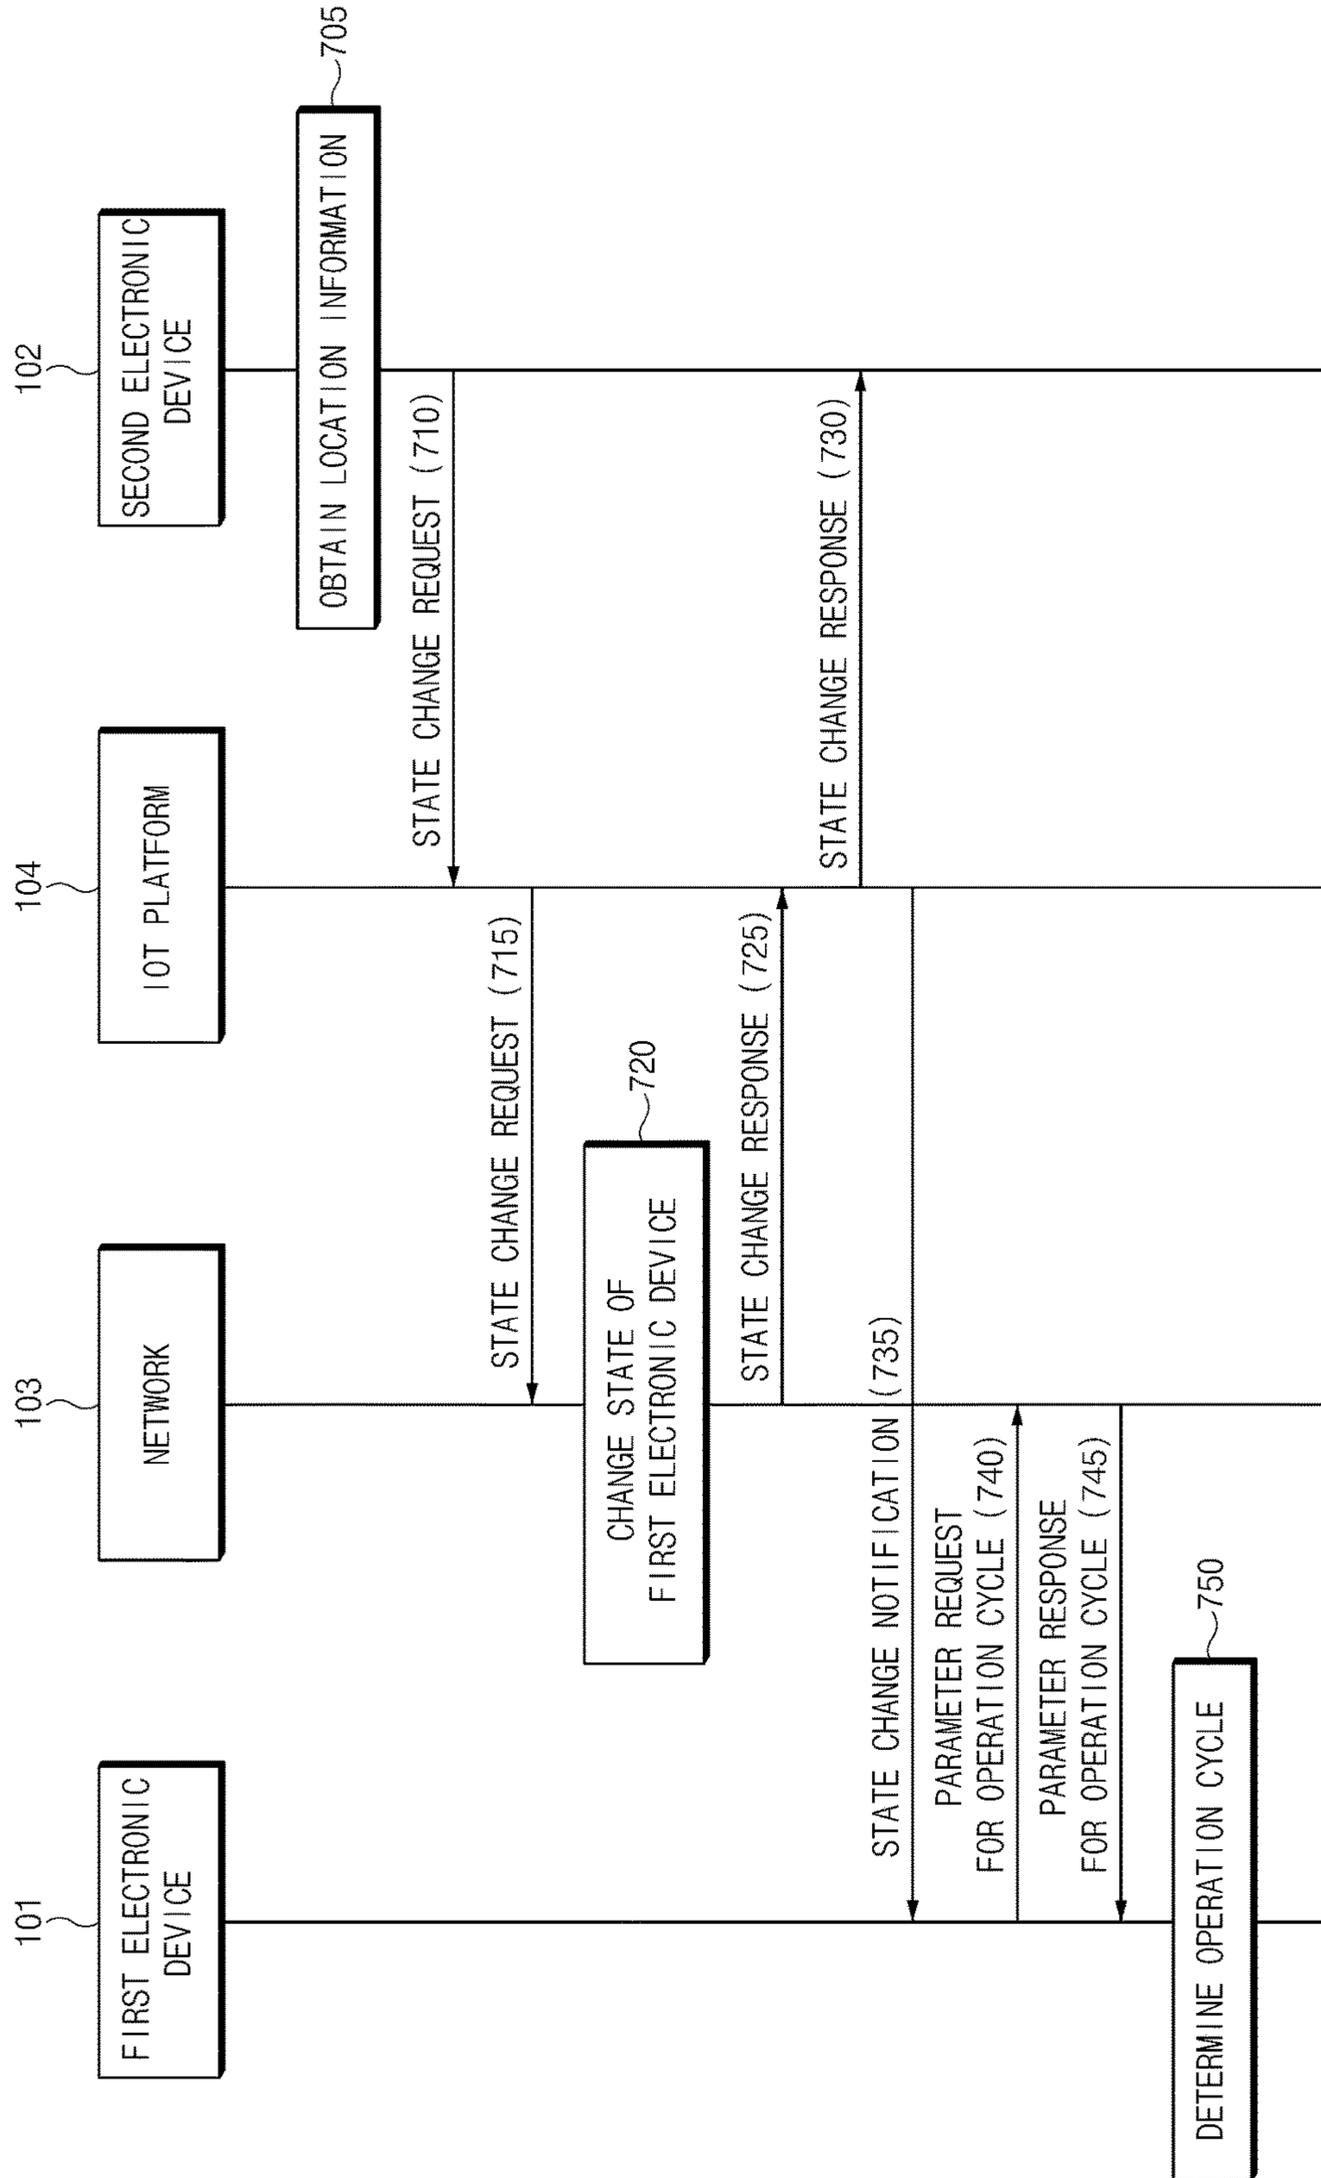 101
FIRST ELECTRONIC
DEVICE
103
NETWORK
104
IOT PLATFORM
102
SECOND ELECTRONIC
DEVICE
OBTAIN LOCATION INFORMATION
705
STATE CHANGE REQUEST (710)
STATE CHANGE REQUEST (715)
CHANGE STATE OF
FIRST ELECTRONIC DEVICE
720
STATE CHANGE RESPONSE (725)
STATE CHANGE RESPONSE (730)
STATE CHANGE NOTIFICATION (735)
PARAMETER REQUEST
FOR OPERATION CYCLE (740)
PARAMETER RESPONSE
FOR OPERATION CYCLE (745)
DETERMINE OPERATION CYCLE
750